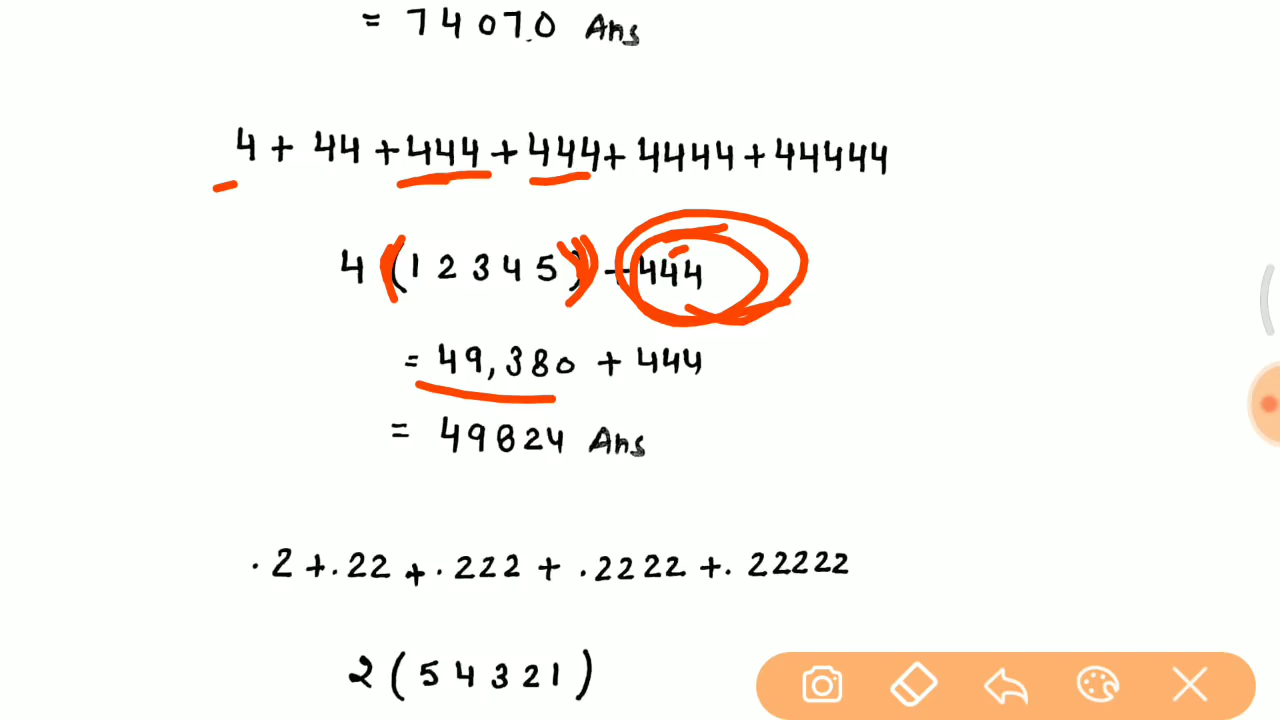 = 74070 Ans
4 + 44 + 444 + 444 + 4444 + 44444
4 (12345) + 444
= 49,380 + 444
= 49824 Ans
.2 + .22 + .222 + .2222 + .22222
2 (54321)